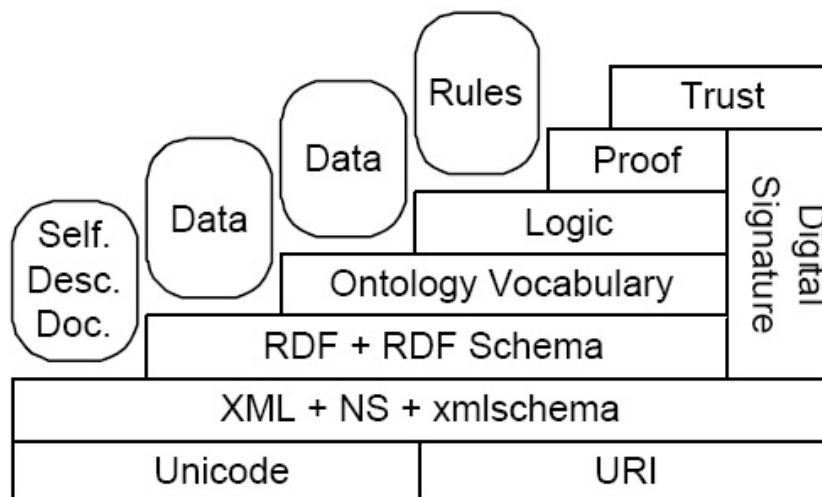 Rules
Trust
Data
Proof
Data
Logic
Self.
Desc.
Doc.
Digital
Signature
Ontology Vocabulary
RDF + RDF Schema
XML + NS + xmlschema
Unicode
URI